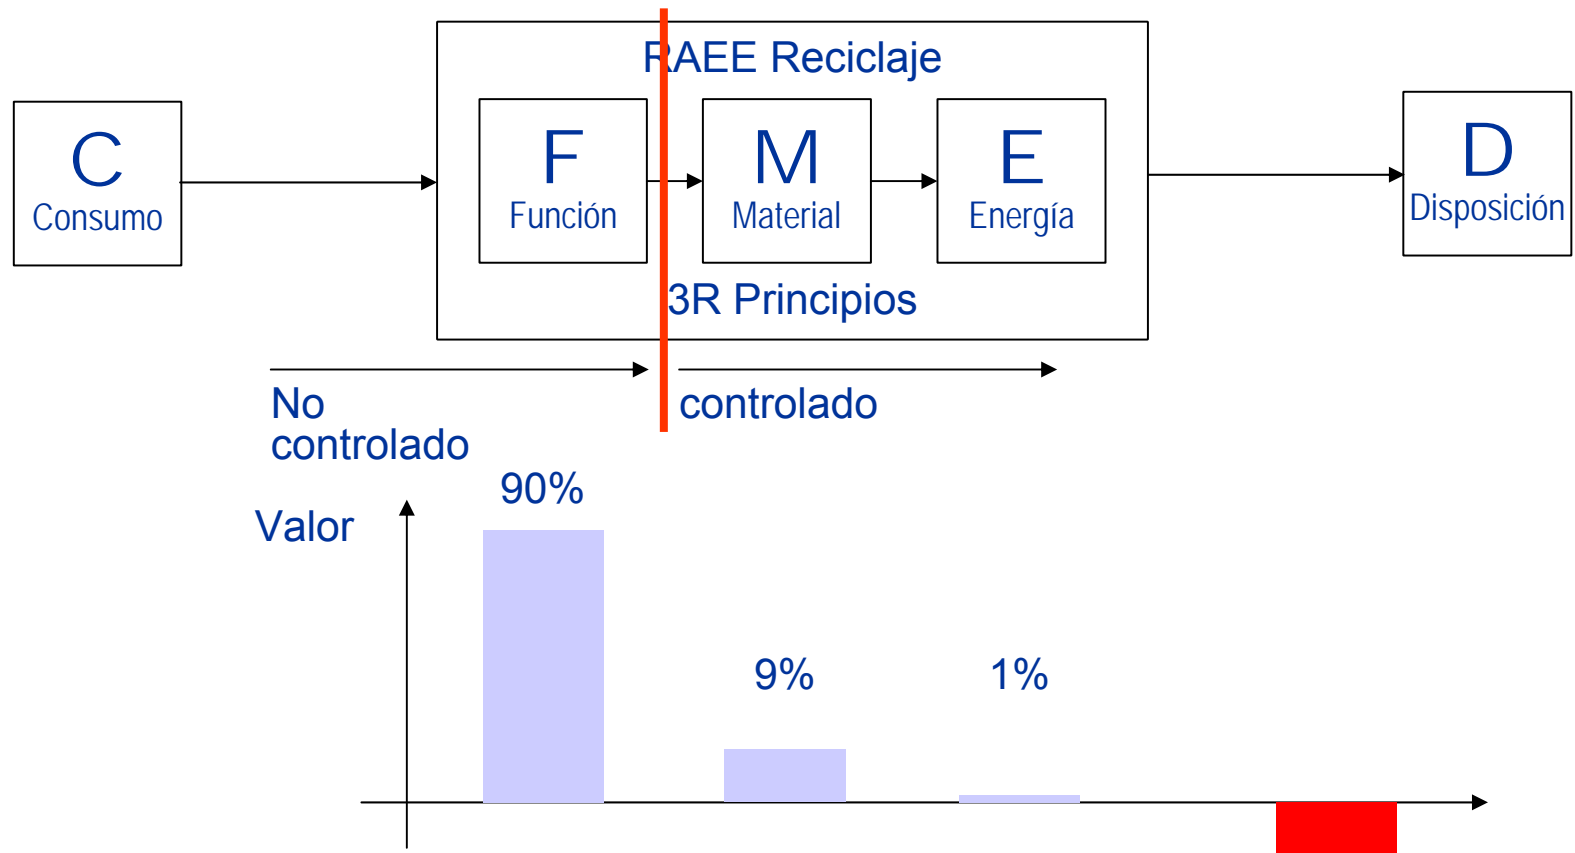 RAEE Reciclaje
C
Consumo
F
Función
M
Material
E
Energía
D
Disposición
3R Principios
No
controlado
controlado
Valor
90%
9%
1%